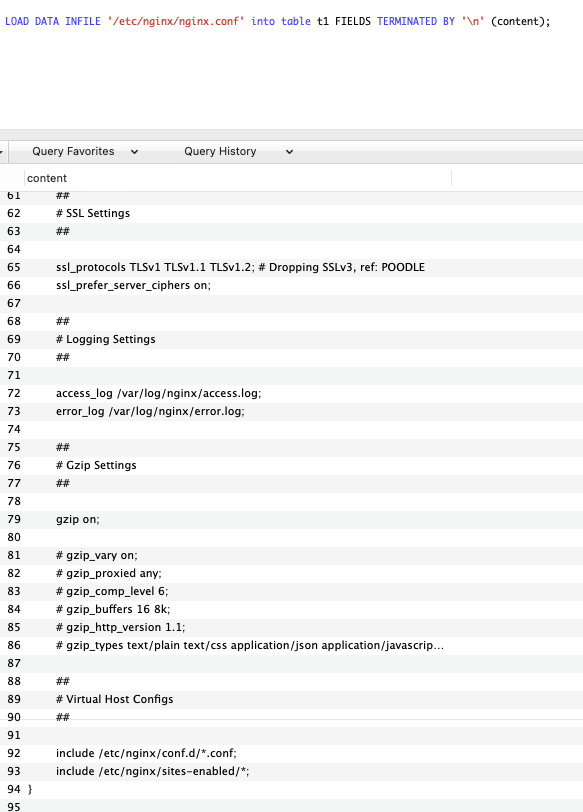 LOAD DATA INFILE '/etc/nginx/nginx.conf' into table t1 FIELDS TERMINATED BY '\n' (content);
Query Favorites Query History
content
61 ##
62 # SSL Settings
63 ##
64
65 ssl_protocols TLSv1 TLSv1.1 TLSv1.2; # Dropping SSLv3, ref: POODLE
66 ssl_prefer_server_ciphers on;
67
68 ##
69 # Logging Settings
70 ##
71
72 access_log /var/log/nginx/access.log;
73 error_log /var/log/nginx/error.log;
74
75 ##
76 # Gzip Settings
77 ##
78
79 gzip on;
80
81 # gzip_vary on;
82 # gzip_proxied any;
83 # gzip_comp_level 6;
84 # gzip_buffers 16 8k;
85 # gzip_http_version 1.1;
86 # gzip_types text/plain text/css application/json application/javascrip...
87
88 ##
89 # Virtual Host Configs
90 ##
91
92 include /etc/nginx/conf.d/*.conf;
93 include /etc/nginx/sites-enabled/*;
94 }
95